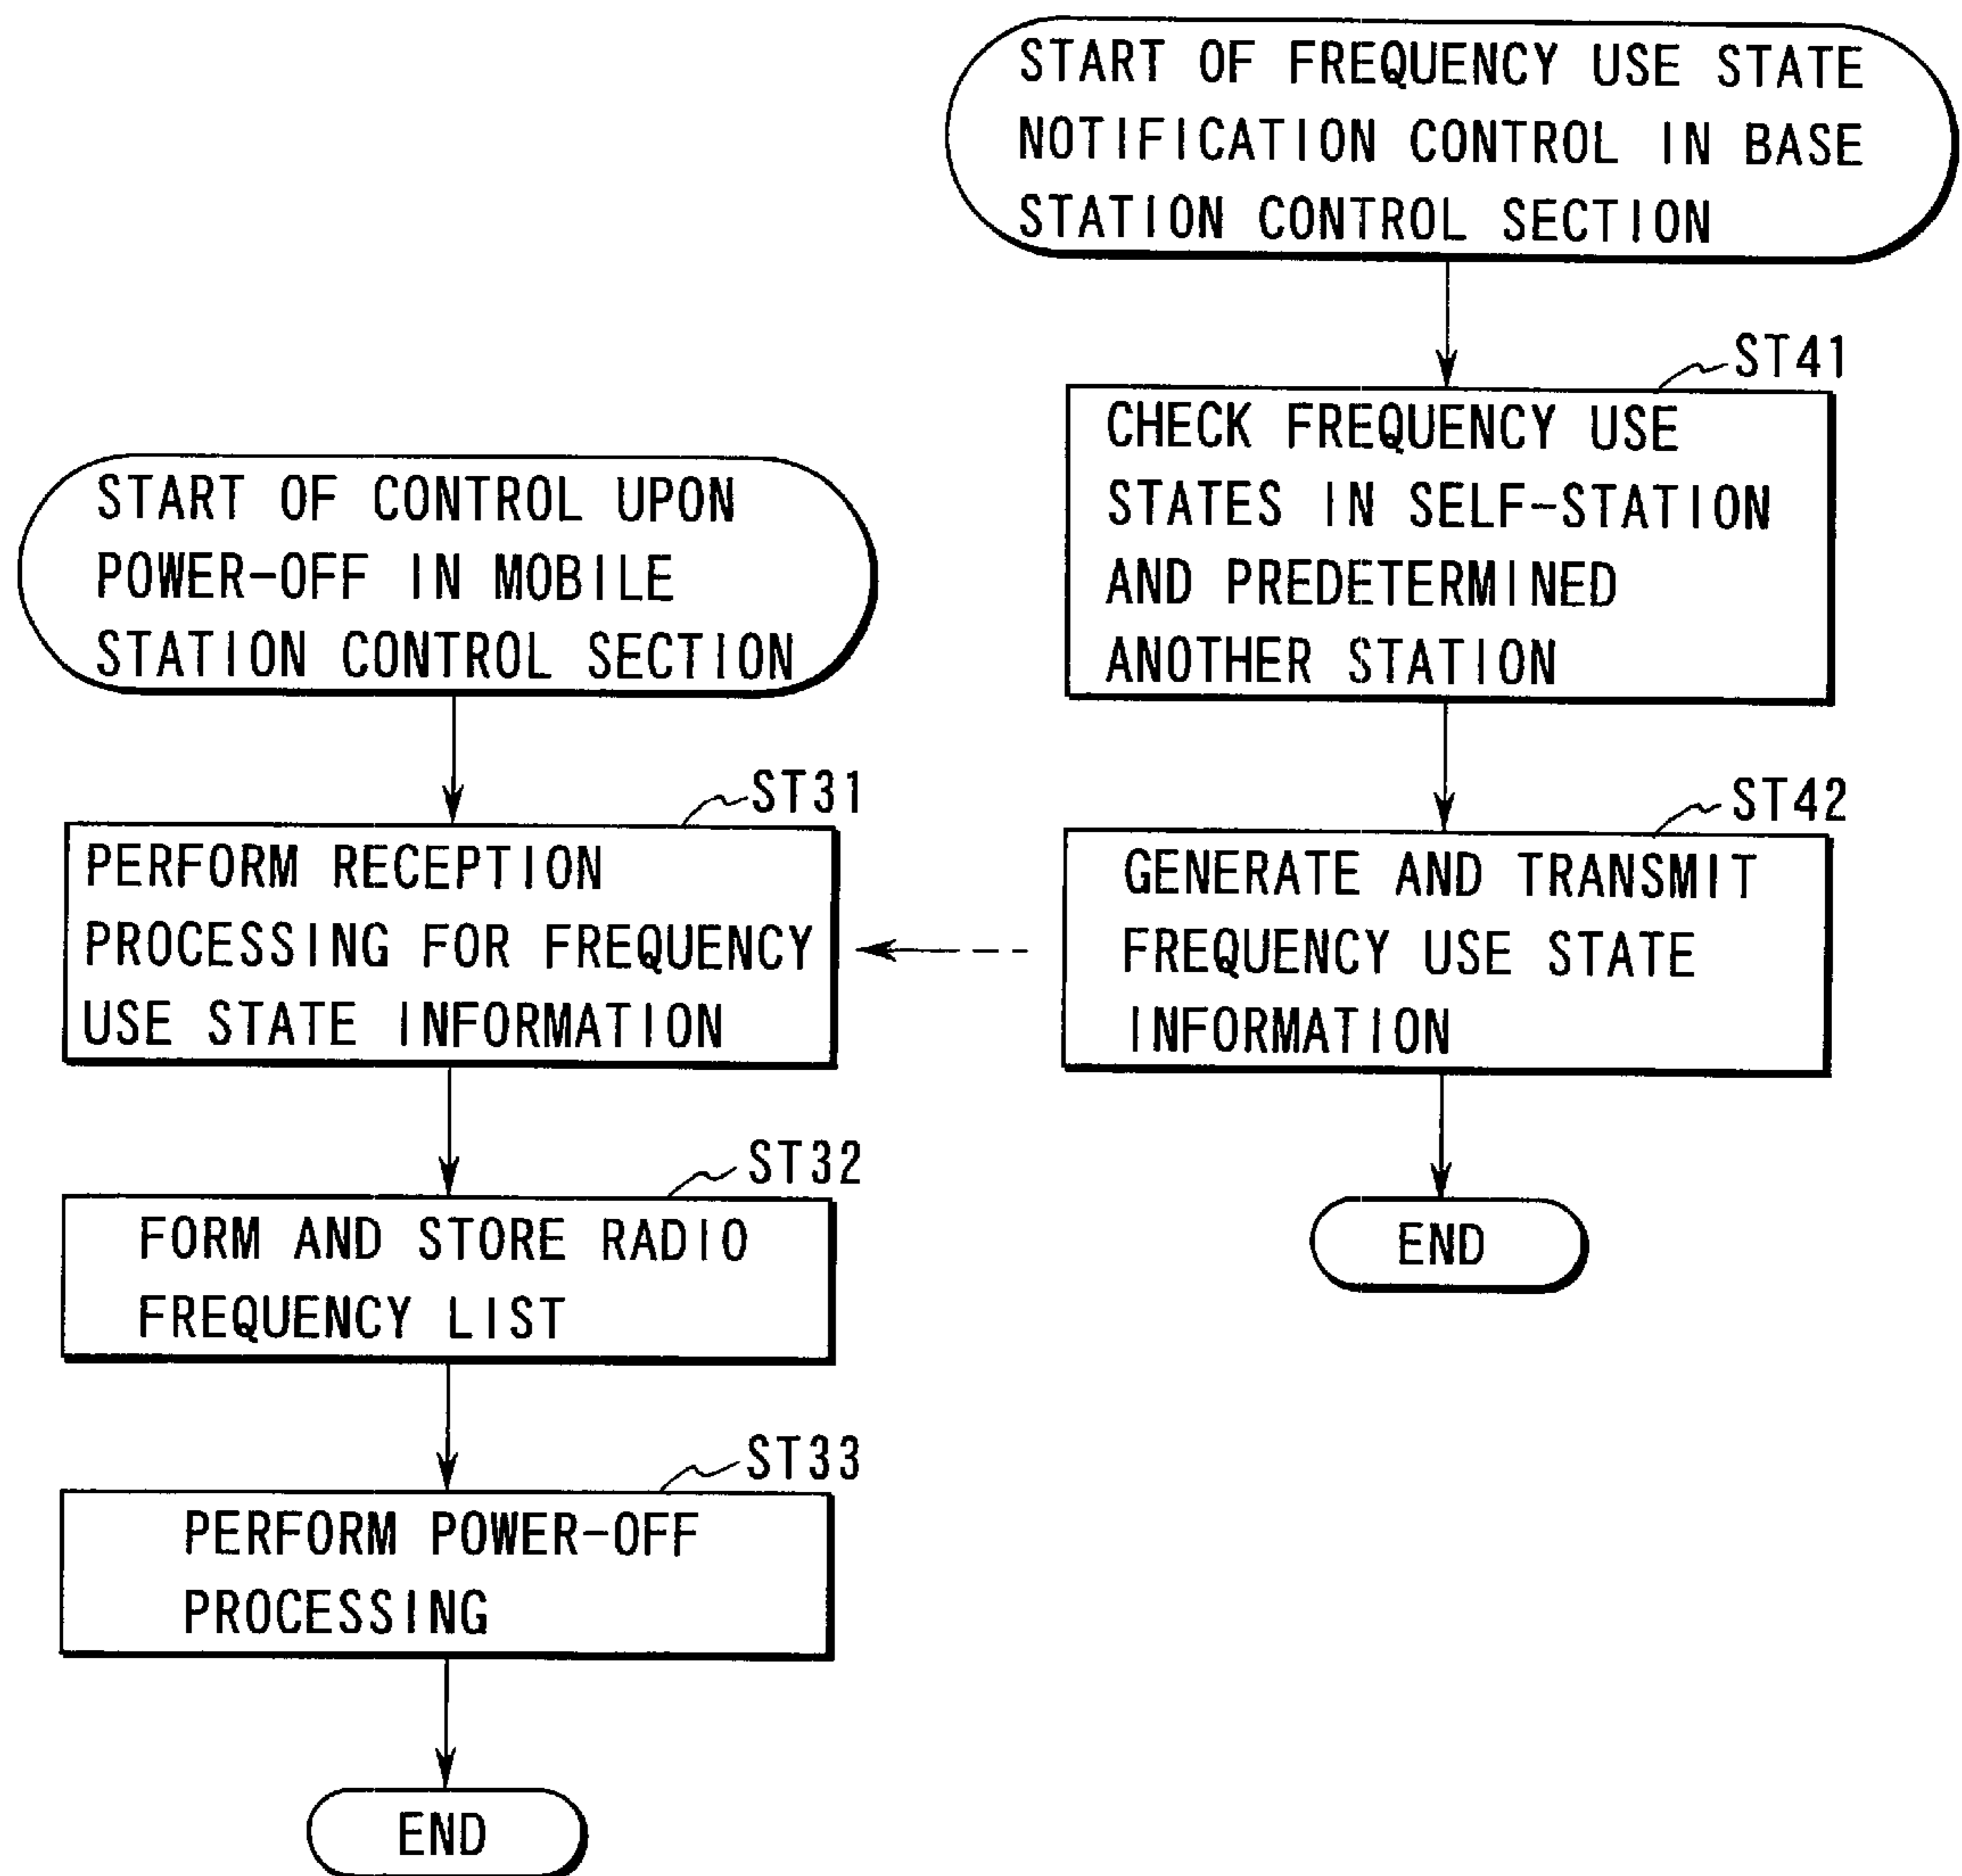 START OF FREQUENCY USE STATE
NOTIFICATION CONTROL IN BASE
STATION CONTROL SECTION
ST41
CHECK FREQUENCY USE
STATES IN SELF-STATION
AND PREDETERMINED
ANOTHER STATION
ST42
GENERATE AND TRANSMIT
FREQUENCY USE STATE
INFORMATION
END
START OF CONTROL UPON
POWER-OFF IN MOBILE
STATION CONTROL SECTION
ST31
PERFORM RECEPTION
PROCESSING FOR FREQUENCY
USE STATE INFORMATION
ST32
FORM AND STORE RADIO
FREQUENCY LIST
ST33
PERFORM POWER-OFF
PROCESSING
END